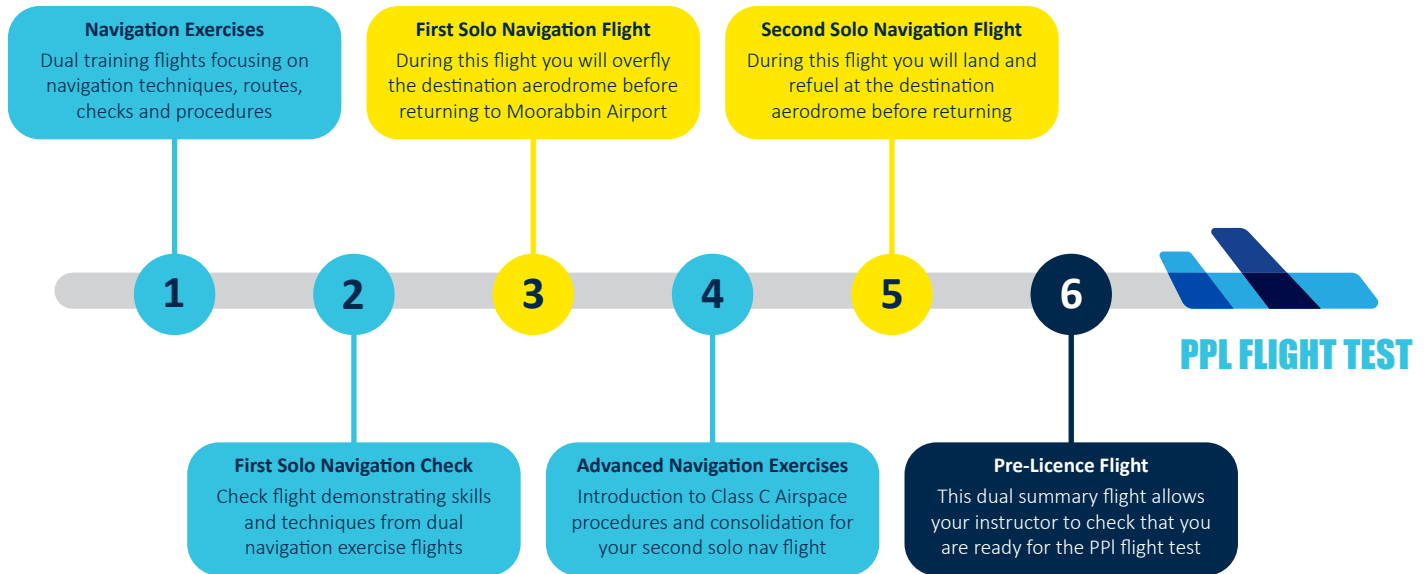 Navigation Exercises
Dual training flights focusing on
navigation techniques, routes,
checks and procedures
First Solo Navigation Flight
During this flight you will overfly
the destination aerodrome before
returning to Moorabbin Airport
Second Solo Navigation Flight
During this flight you will land and
refuel at the destination
aerodrome before returning
1
2
3
4
5
6
PPL FLIGHT TEST
First Solo Navigation Check
Check flight demonstrating skills
and techniques from dual
navigation exercise flights
Advanced Navigation Exercises
Introduction to Class C Airspace
procedures and consolidation for
your second solo nav flight
Pre-Licence Flight
This dual summary flight allows
your instructor to check that you
are ready for the PPl flight test